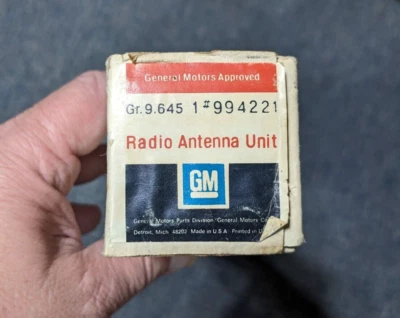 General Motors Approved
Gr.9.645 1#994221
Radio Antenna Unit
GM
General Motors Parts Division General Motors
Detroit, Mich. 48202 Made in U.S.A Printed in